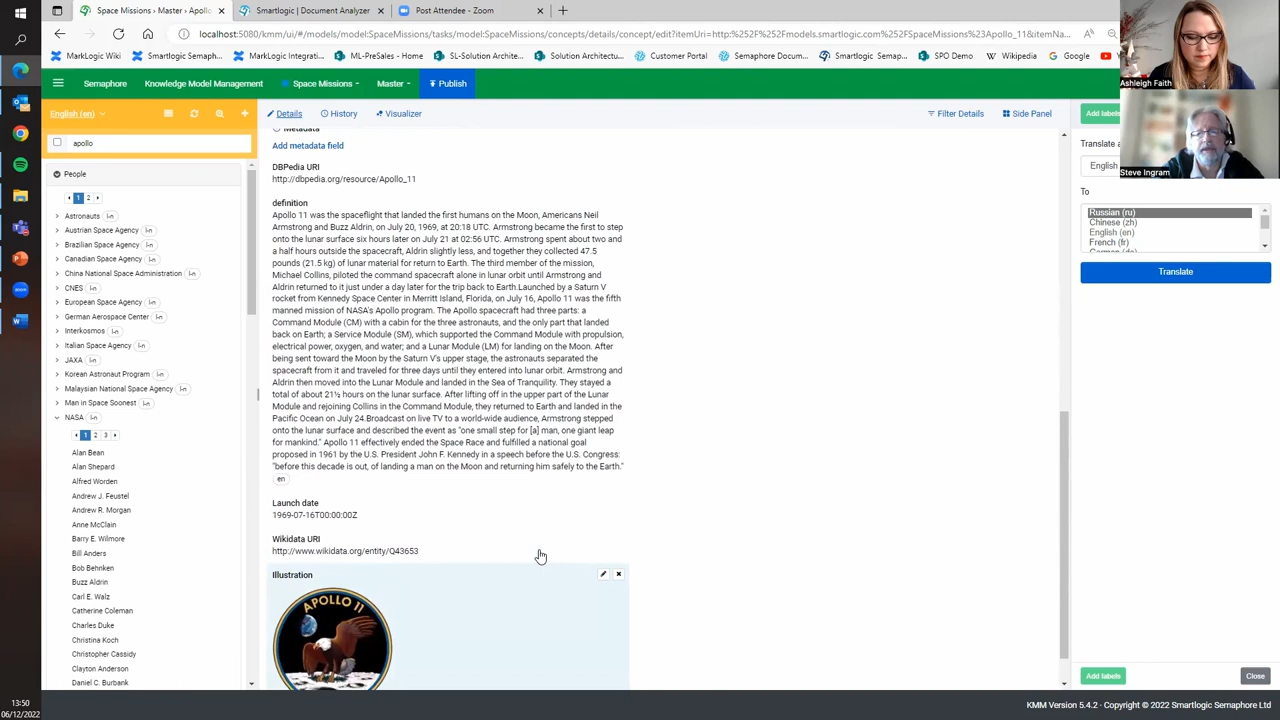 Space Missions › Master › Apollo 1
Smartlogic | Document Analyzer
Post Attendee - Zoom
localhost:5080/kmm/ui/#/models/model:SpaceMissions/tasks/model:SpaceMissions/concepts/details/concept/edit?itemUri=http:%252F%252Fmodels.smartlogic.com%252FSpaceMissions%23Apollo_11&itemNa...
MarkLogic Wiki
Smartlogic Semaph...
MarkLogic Integrati...
ML-PreSales - Home
SL-Solution Archite...
Solution Architectu...
Customer Portal
Semaphore Docum...
Smartlogic Semap...
SPO Demo
Wikipedia
Google
Semaphore
Knowledge Model Management
Space Missions
Master
Publish
English (en)
Details
History
Visualizer
Filter Details
Side Panel
apollo
People
1 2
Astronauts
Austrian Space Agency
Brazilian Space Agency
Canadian Space Agency
China National Space Administration
CNES
European Space Agency
German Aerospace Center
Interkosmos
Italian Space Agency
JAXA
Korean Astronaut Program
Malaysian National Space Agency
Man in Space Soonest
NASA
1 2 3
Alan Bean
Alan Shepard
Alfred Worden
Andrew J. Feustel
Andrew R. Morgan
Anne McClain
Barry E. Wilmore
Bill Anders
Bob Behnken
Buzz Aldrin
Carl E. Walz
Catherine Coleman
Charles Duke
Christina Koch
Christopher Cassidy
Clayton Anderson
Daniel C. Burbank
Metadata
Add metadata field
DBPedia URI
http://dbpedia.org/resource/Apollo_11
definition
Apollo 11 was the spaceflight that landed the first humans on the Moon, Americans Neil
Armstrong and Buzz Aldrin, on July 20, 1969, at 20:18 UTC. Armstrong became the first to step
onto the lunar surface six hours later on July 21 at 02:56 UTC. Armstrong spent about two and
a half hours outside the spacecraft, Aldrin slightly less, and together they collected 47.5
pounds (21.5 kg) of lunar material for return to Earth. The third member of the mission,
Michael Collins, piloted the command spacecraft alone in lunar orbit until Armstrong and
Aldrin returned to it just under a day later for the trip back to Earth.Launched by a Saturn V
rocket from Kennedy Space Center in Merritt Island, Florida, on July 16, Apollo 11 was the fifth
manned mission of NASA's Apollo program. The Apollo spacecraft had three parts: a
Command Module (CM) with a cabin for the three astronauts, and the only part that landed
back on Earth; a Service Module (SM), which supported the Command Module with propulsion,
electrical power, oxygen, and water; and a Lunar Module (LM) for landing on the Moon. After
being sent toward the Moon by the Saturn V's upper stage, the astronauts separated the
spacecraft from it and traveled for three days until they entered into lunar orbit. Armstrong and
Aldrin then moved into the Lunar Module and landed in the Sea of Tranquility. They stayed a
total of about 21½ hours on the lunar surface. After lifting off in the upper part of the Lunar
Module and rejoining Collins in the Command Module, they returned to Earth and landed in the
Pacific Ocean on July 24.Broadcast on live TV to a world-wide audience, Armstrong stepped
onto the lunar surface and described the event as "one small step for [a] man, one giant leap
for mankind." Apollo 11 effectively ended the Space Race and fulfilled a national goal
proposed in 1961 by the U.S. President John F. Kennedy in a speech before the U.S. Congress:
"before this decade is out, of landing a man on the Moon and returning him safely to the Earth."
en
Launch date
1969-07-16T00:00:00Z
Wikidata URI
http://www.wikidata.org/entity/Q43653
Illustration
APOLLO 11
Ashleigh Faith
Steve Ingram
Add labels
Translate a
English
To
Russian (ru)
Chinese (zh)
English (en)
French (fr)
German (de)
Translate
Add labels
Close
13:50
06/12/2022
KMM Version 5.4.2 · Copyright © 2022 Smartlogic Semaphore Ltd